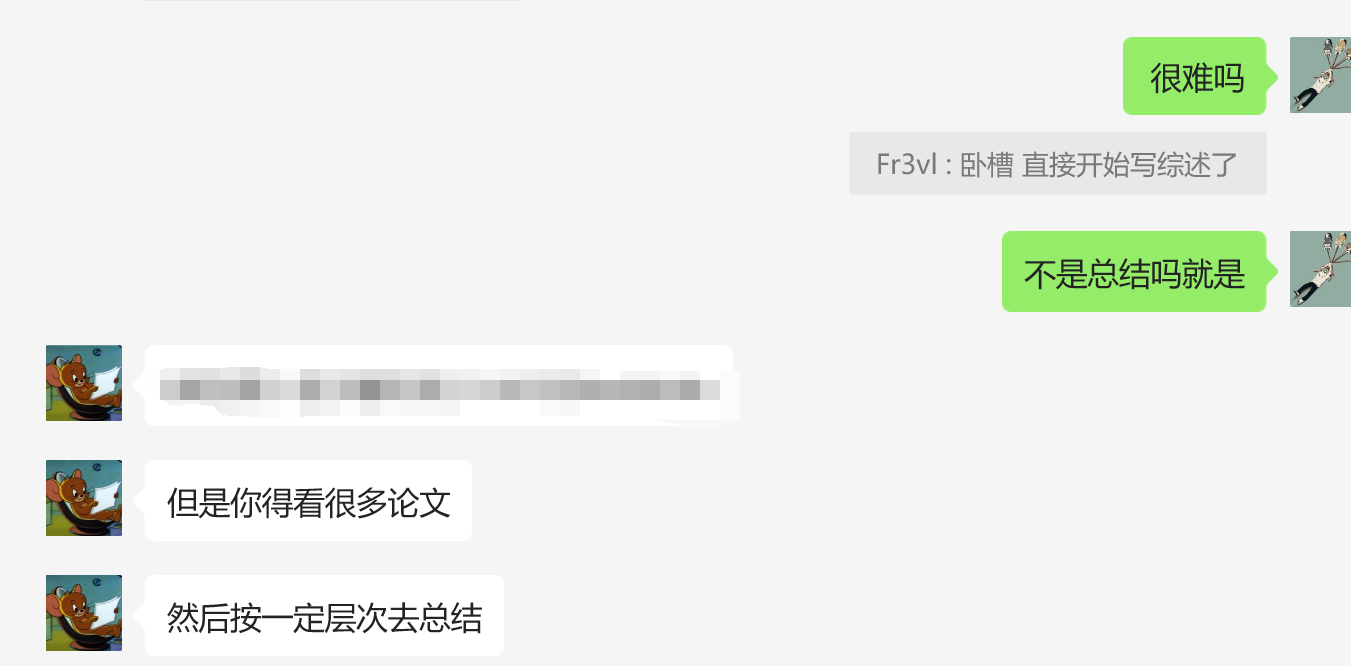 很难吗
Fr3vl : 卧槽 直接开始写综述了
不是总结吗就是
但是你得看很多论文
然后按一定层次去总结